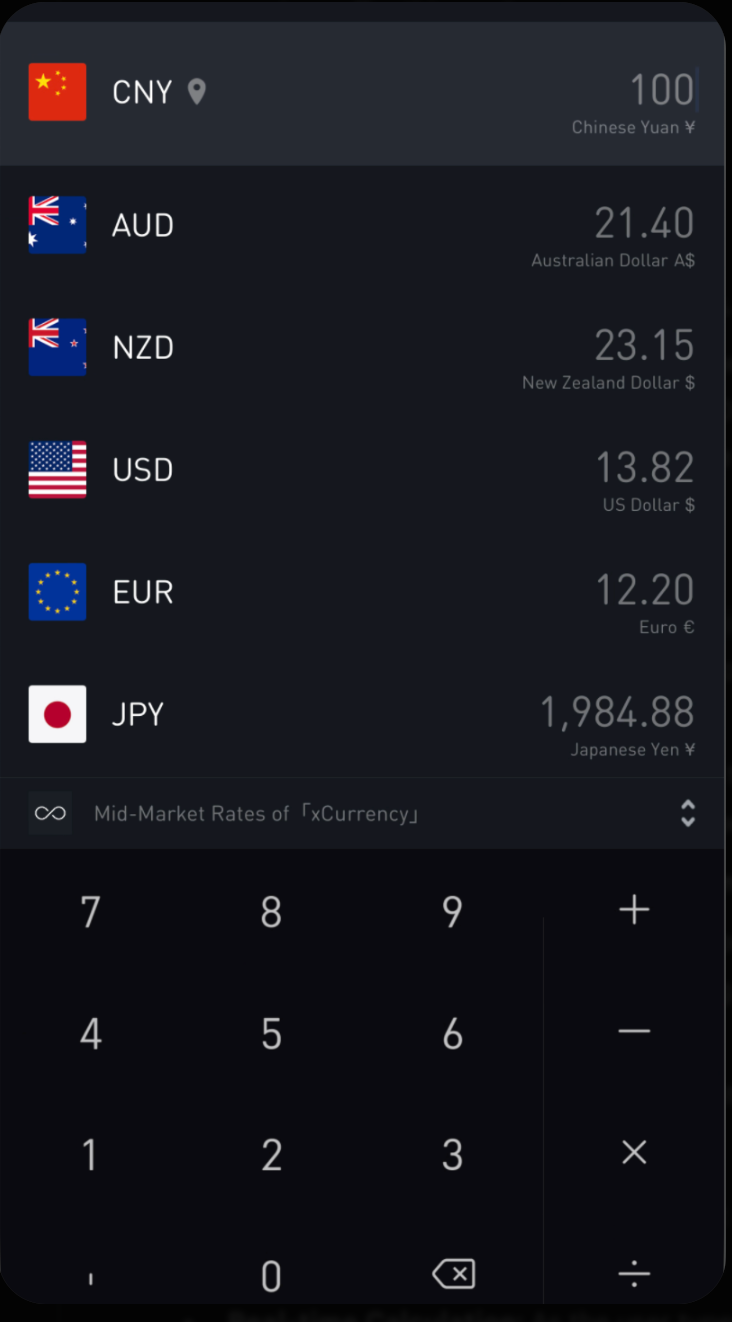 CNY 100
Chinese Yuan ¥
AUD 21.40
Australian Dollar A$
NZD 23.15
New Zealand Dollar $
USD 13.82
US Dollar $
EUR 12.20
Euro €
JPY 1,984.88
Japanese Yen ¥
Mid-Market Rates of「xCurrency」
7 8 9 +
4 5 6 −
1 2 3 ×
. 0 ÷